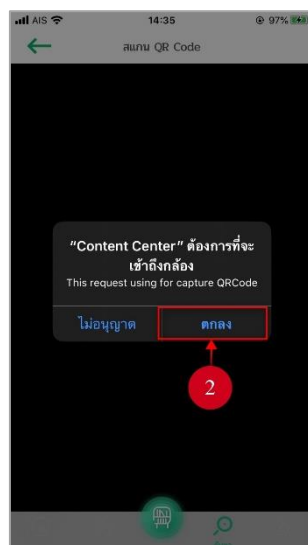 AIS 14:35 97%
สแกน QR Code
"Content Center" ต้องการที่จะ
เข้าถึงกล้อง
This request using for capture QRCode
ไม่อนุญาต ตกลง
2